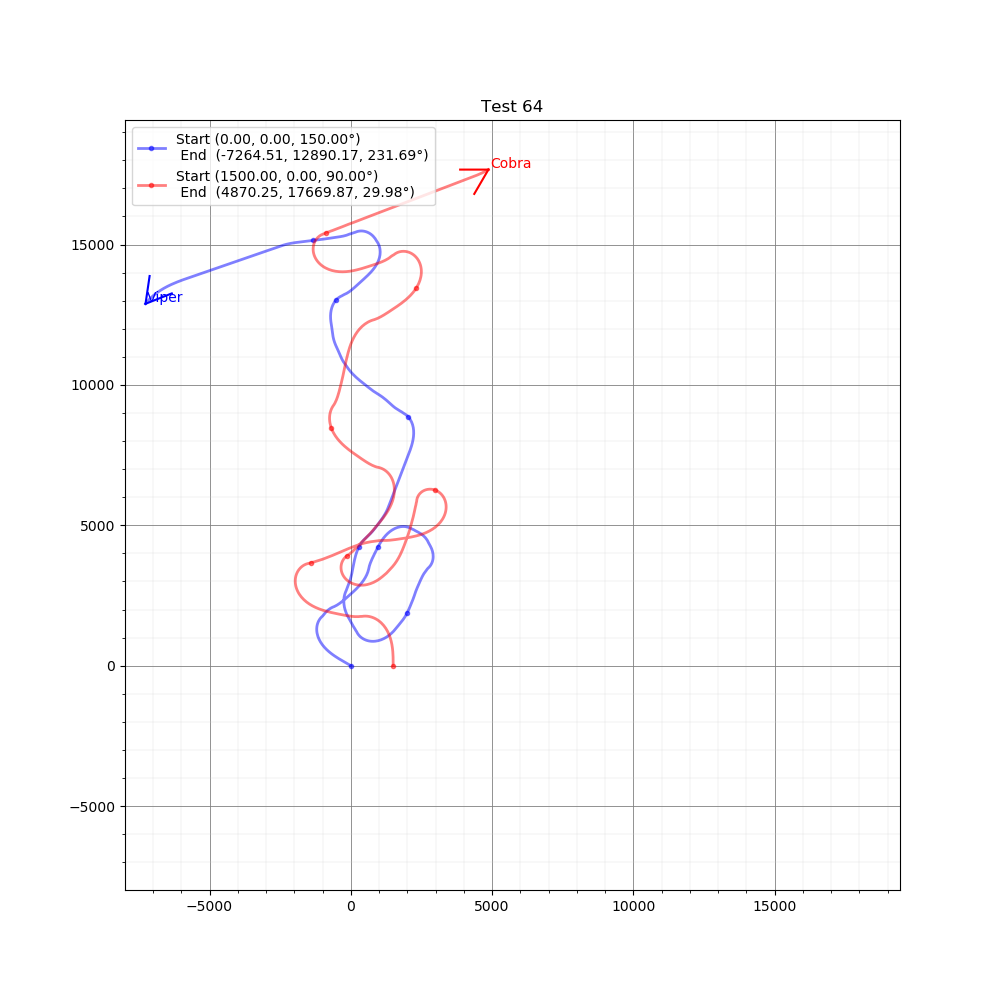 Test 64
Start (0.00, 0.00, 150.00°)
End  (-7264.51, 12890.17, 231.69°)
Start (1500.00, 0.00, 90.00°)
End  (4870.25, 17669.87, 29.98°)
Cobra
Viper
15000
10000
5000
0
−5000
−5000
0
5000
10000
15000